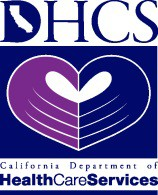 DHCS
California Department of
HealthCareServices